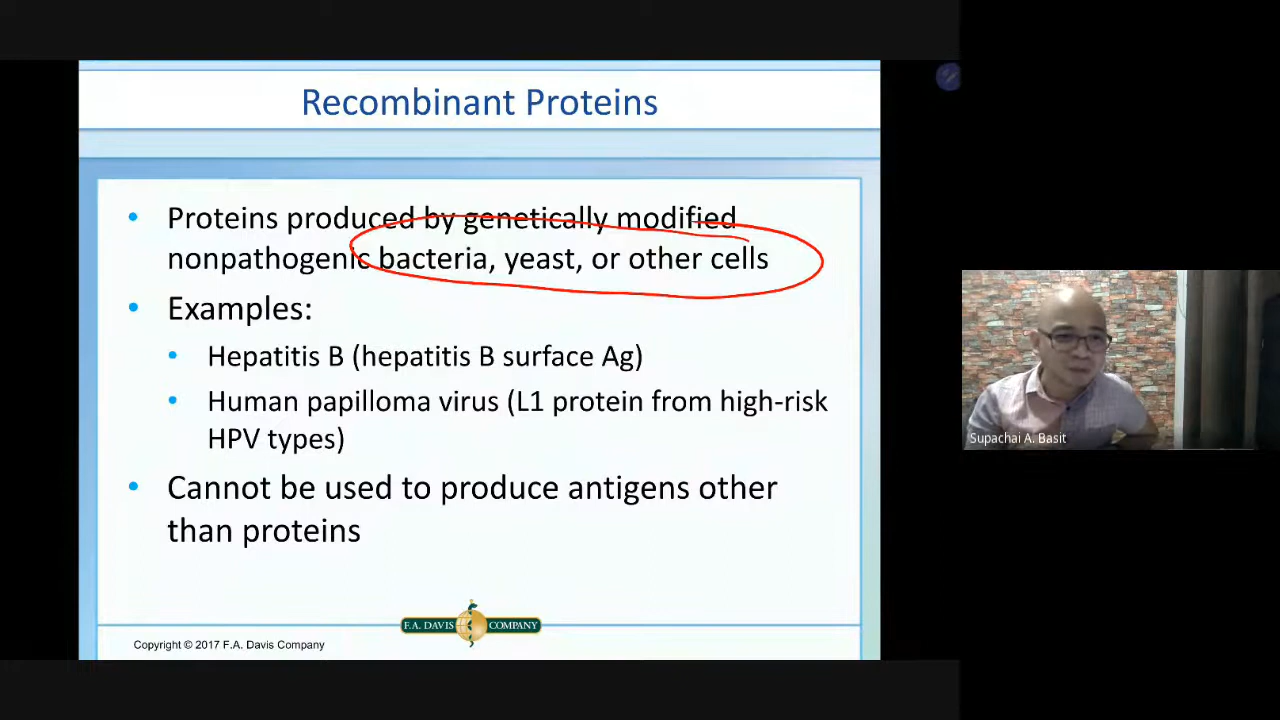 Recombinant Proteins
• Proteins produced by genetically modified
nonpathogenic bacteria, yeast, or other cells
• Examples:
• Hepatitis B (hepatitis B surface Ag)
• Human papilloma virus (L1 protein from high-risk
HPV types)
• Cannot be used to produce antigens other
than proteins
F.A. DAVIS COMPANY
Copyright © 2017 F.A. Davis Company
Supachai A. Basit